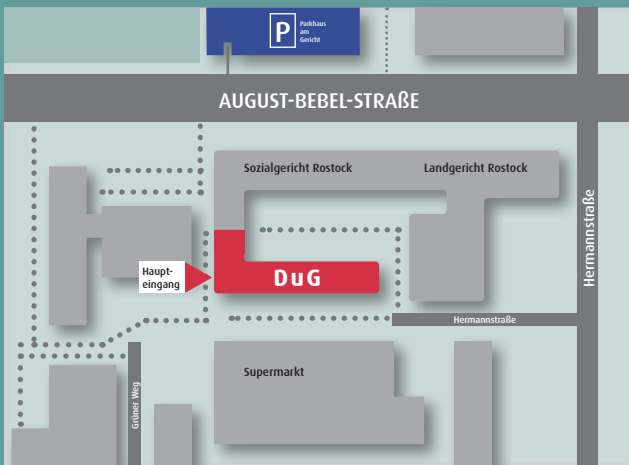 P
Parkhaus
am
Gericht
AUGUST-BEBEL-STRAßE
Sozialgericht Rostock
Landgericht Rostock
Hermannstraße
Haupt-
eingang
DuG
Hermannstraße
Supermarkt
Grüner Weg